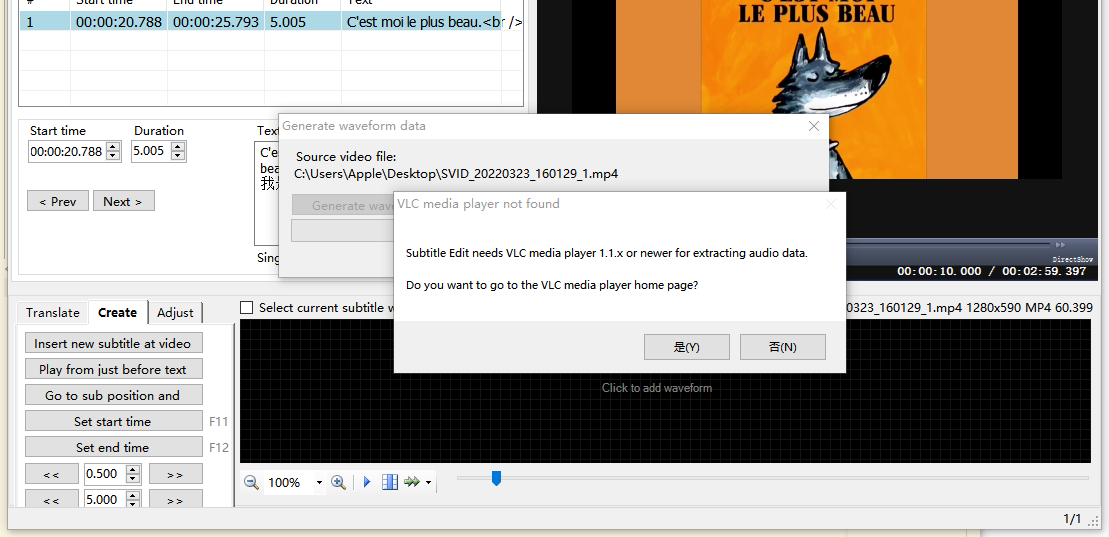 # Start time End time Duration Text
1 00:00:20.788 00:00:25.793 5.005 C'est moi le plus beau.<br />
LE PLUS BEAU
Start time Duration
00:00:20.788 5.005
< Prev Next >
Generate waveform data
Source video file:
C:\Users\Apple\Desktop\SVID_20220323_160129_1.mp4
VLC media player not found
Subtitle Edit needs VLC media player 1.1.x or newer for extracting audio data.
Do you want to go to the VLC media player home page?
是(Y) 否(N)
DirectShow
00:00:10.000 / 00:02:59.397
Translate Create Adjust
Select current subtitle
0323_160129_1.mp4 1280x590 MP4 60.399
Insert new subtitle at video
Play from just before text
Go to sub position and
Set start time F11
Set end time F12
<< 0.500 >>
<< 5.000 >>
Click to add waveform
100%
1/1